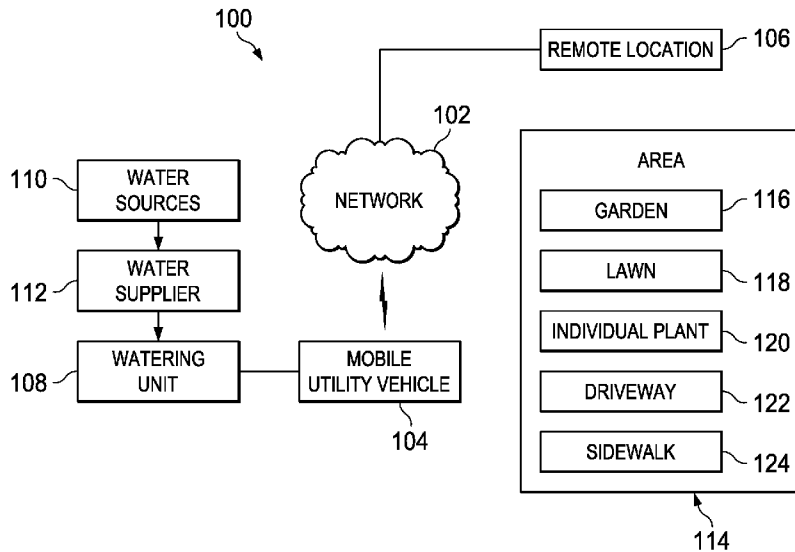 100
REMOTE LOCATION
106
102
NETWORK
110
WATER
SOURCES
112
WATER
SUPPLIER
108
WATERING
UNIT
MOBILE
UTILITY VEHICLE
104
AREA
GARDEN
116
LAWN
118
INDIVIDUAL PLANT
120
DRIVEWAY
122
SIDEWALK
124
114